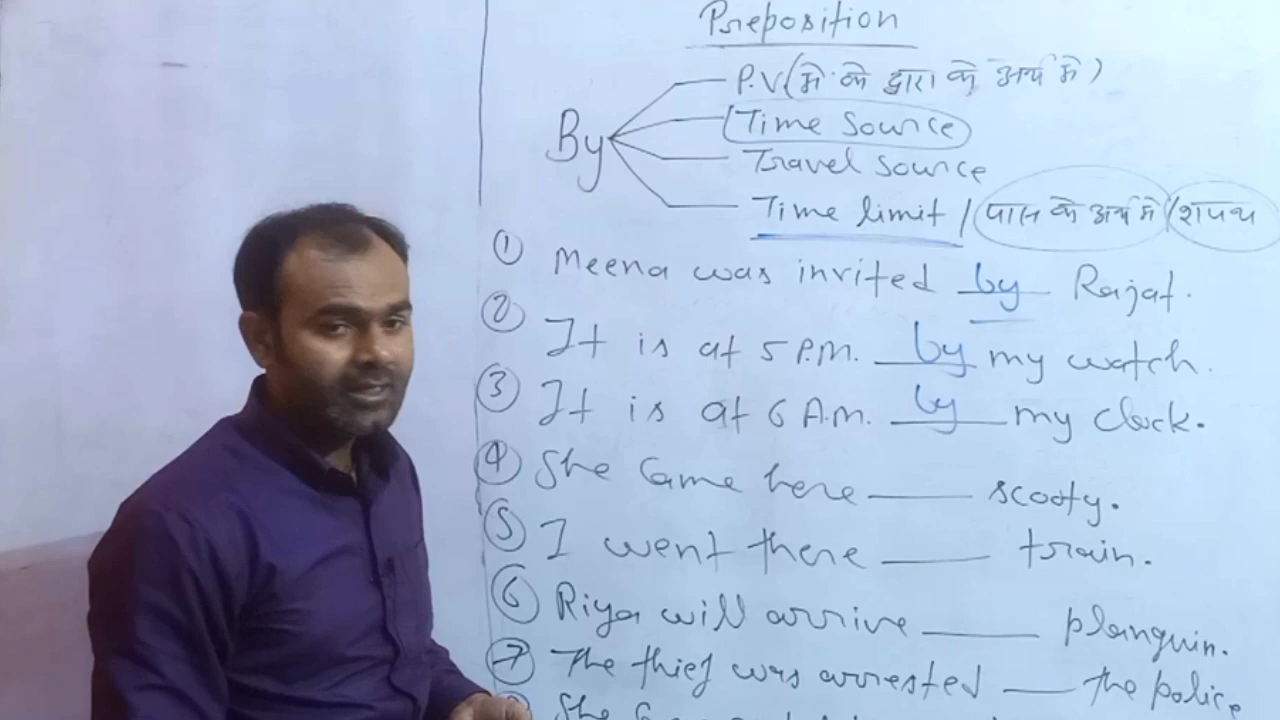 Preposition
By
P.V (में के द्वारा के अर्थ में)
Time Source
Travel Source
Time limit / पास के अर्थ में / शपथ
① Meena was invited by Rajat.
② It is at 5 P.M. by my watch.
③ It is at 6 A.M. by my clock.
④ She Came here ____ scooty.
⑤ I went there ____ train.
⑥ Riya will arrive ____ planguin.
⑦ The thief was arrested ____ the police
She